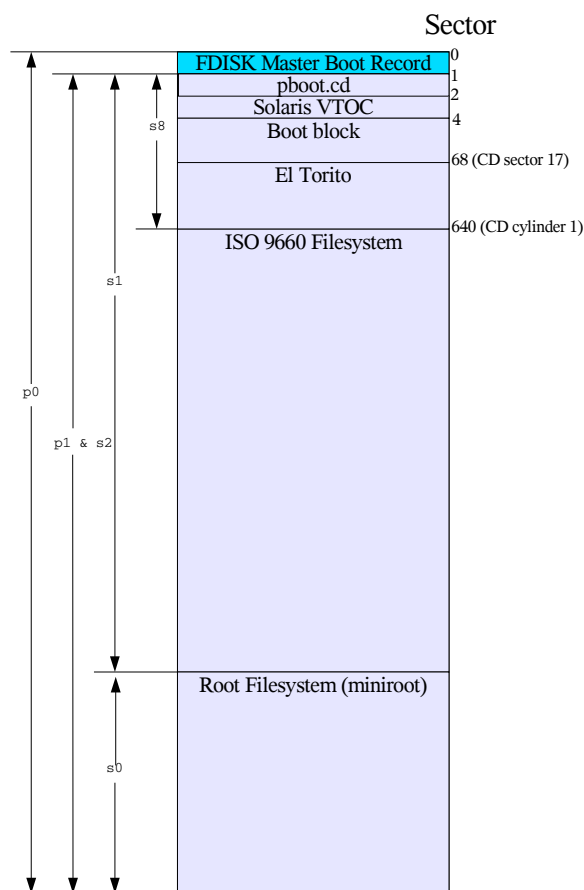 Sector
0
FDISK Master Boot Record
1
pboot.cd
2
Solaris VTOC
4
Boot block
s8
68 (CD sector 17)
El Torito
640 (CD cylinder 1)
ISO 9660 Filesystem
s1
p0
p1 & s2
Root Filesystem (miniroot)
s0